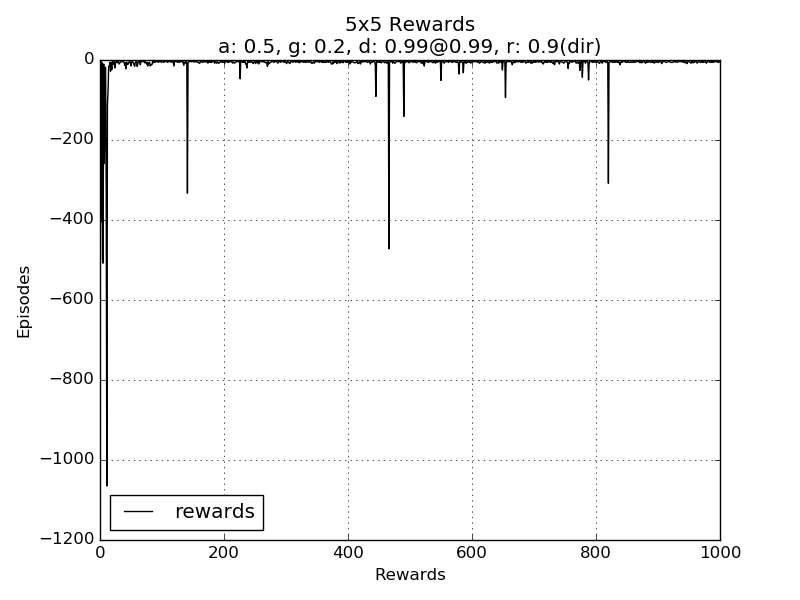 5x5 Rewards
a: 0.5, g: 0.2, d: 0.99@0.99, r: 0.9(dir)
0
−200
−400
−600
−800
−1000
−1200
Episodes
rewards
0 200 400 600 800 1000
Rewards